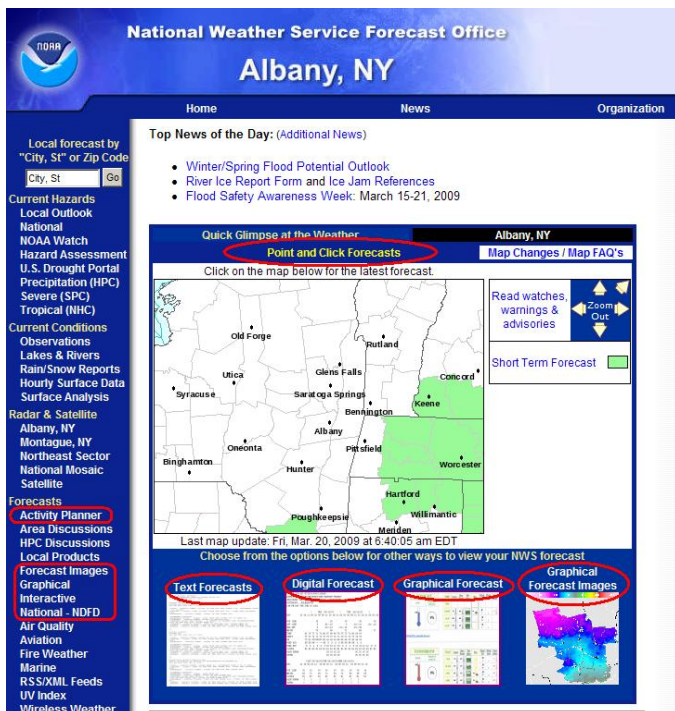 NOAA
National Weather Service Forecast Office
Albany, NY
Home News Organization
Local forecast by
"City, St" or Zip Code
City, St Go
Current Hazards
Local Outlook
National
NOAA Watch
Hazard Assessment
U.S. Drought Portal
Precipitation (HPC)
Severe (SPC)
Tropical (NHC)
Current Conditions
Observations
Lakes & Rivers
Rain/Snow Reports
Hourly Surface Data
Surface Analysis
Radar & Satellite
Albany, NY
Montague, NY
Northeast Sector
National Mosaic
Satellite
Forecasts
Activity Planner
Area Discussions
HPC Discussions
Local Products
Forecast Images
Graphical
Interactive
National - NDFD
Air Quality
Aviation
Fire Weather
Marine
RSS/XML Feeds
UV Index
Wireless Weather
Top News of the Day: (Additional News)
Winter/Spring Flood Potential Outlook
River Ice Report Form and Ice Jam References
Flood Safety Awareness Week: March 15-21, 2009
Quick Glimpse at the Weather Albany, NY
Point and Click Forecasts Map Changes / Map FAQ's
Click on the map below for the latest forecast.
Old Forge
Rutland
Utica
Glens Falls
Concord
Syracuse
Saratoga Springs
Keene
Bennington
Albany
Oneonta
Pittsfield
Binghamton
Hunter
Worcester
Hartford
Poughkeepsie
Willimantic
Meriden
Read watches,
warnings &
advisories
Zoom
Out
Short Term Forecast
Last map update: Fri, Mar. 20, 2009 at 6:40:05 am EDT
Choose from the options below for other ways to view your NWS forecast
Text Forecasts
Digital Forecast
Graphical Forecast
Graphical
Forecast Images